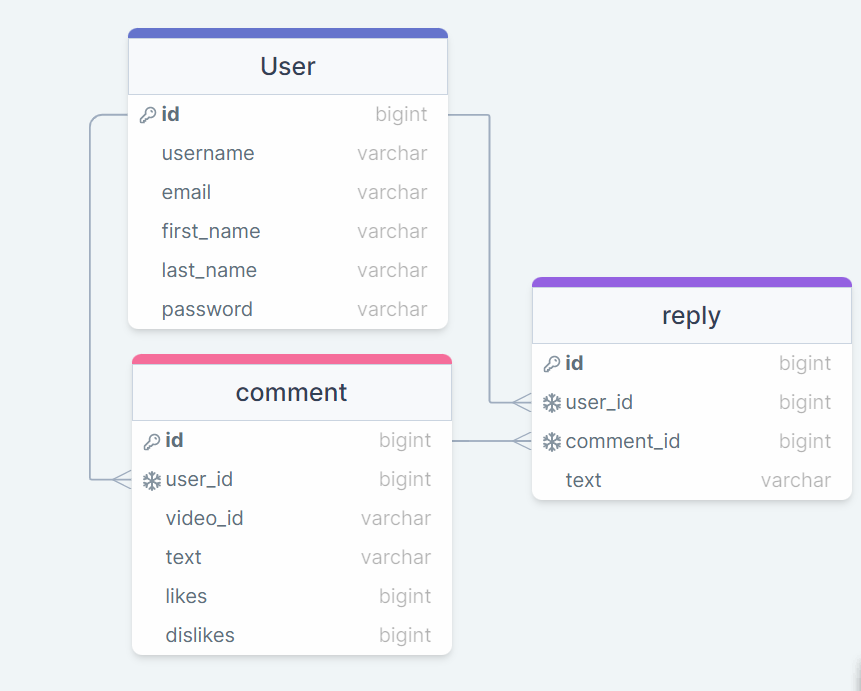 User
id bigint
username varchar
email varchar
first_name varchar
last_name varchar
password varchar
comment
id bigint
user_id bigint
video_id varchar
text varchar
likes bigint
dislikes bigint
reply
id bigint
user_id bigint
comment_id bigint
text varchar